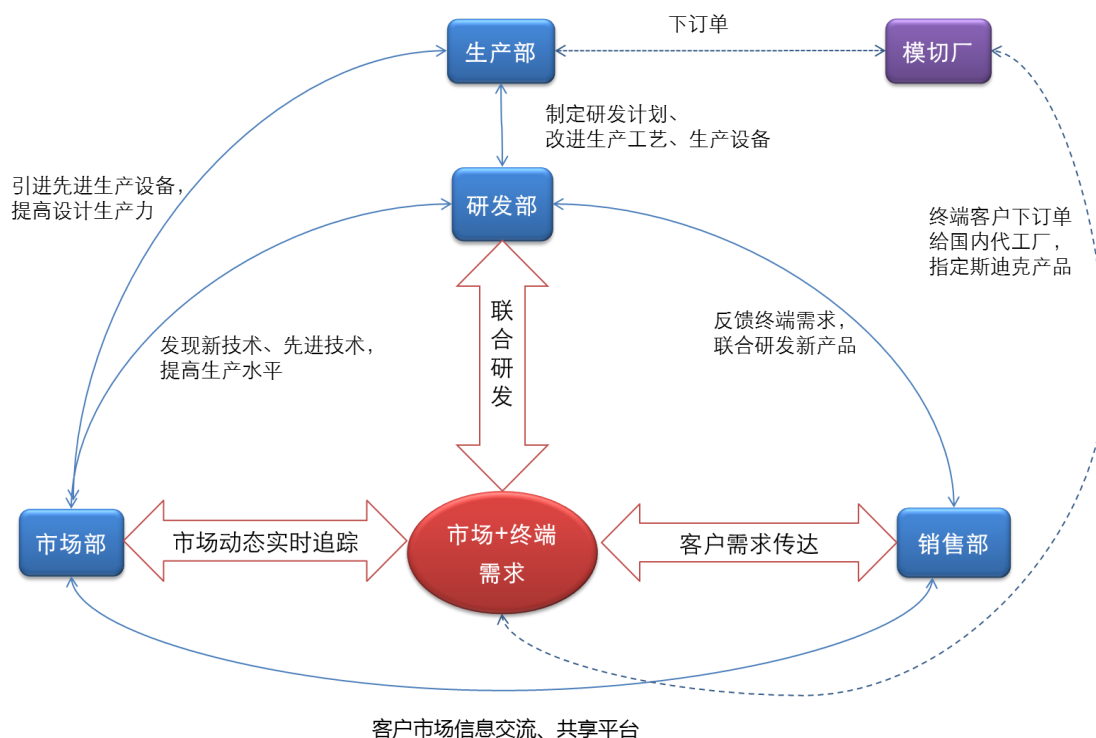 下订单
生产部
模切厂
制定研发计划、
改进生产工艺、生产设备
引进先进生产设备，
提高设计生产力
研发部
终端客户下订单
给国内代工厂，
指定斯迪克产品
联合研发
反馈终端需求，
联合研发新产品
发现新技术、先进技术，
提高生产水平
市场部
市场动态实时追踪
市场+终端
需求
客户需求传达
销售部
客户市场信息交流、共享平台